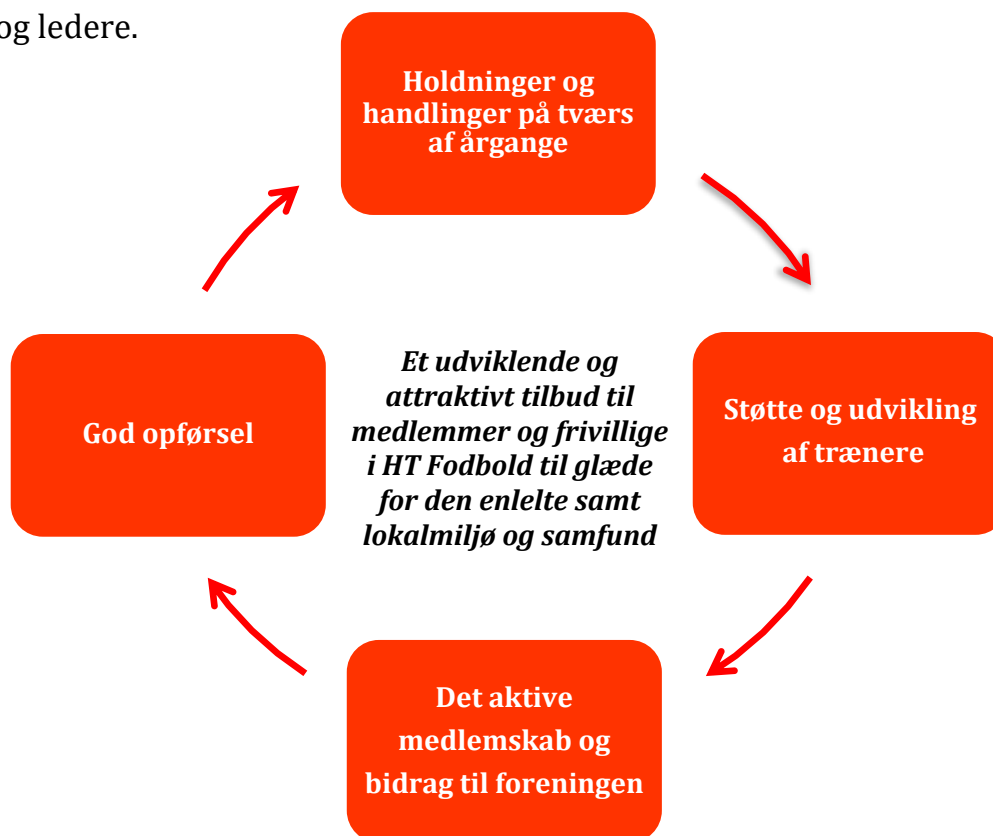 og ledere.
Holdninger og
handlinger på tværs
af årgange
Støtte og udvikling
af trænere
Et udviklende og
attraktivt tilbud til
medlemmer og frivillige
i HT Fodbold til glæde
for den enlelte samt
lokalmiljø og samfund
God opførsel
Det aktive
medlemskab og
bidrag til foreningen